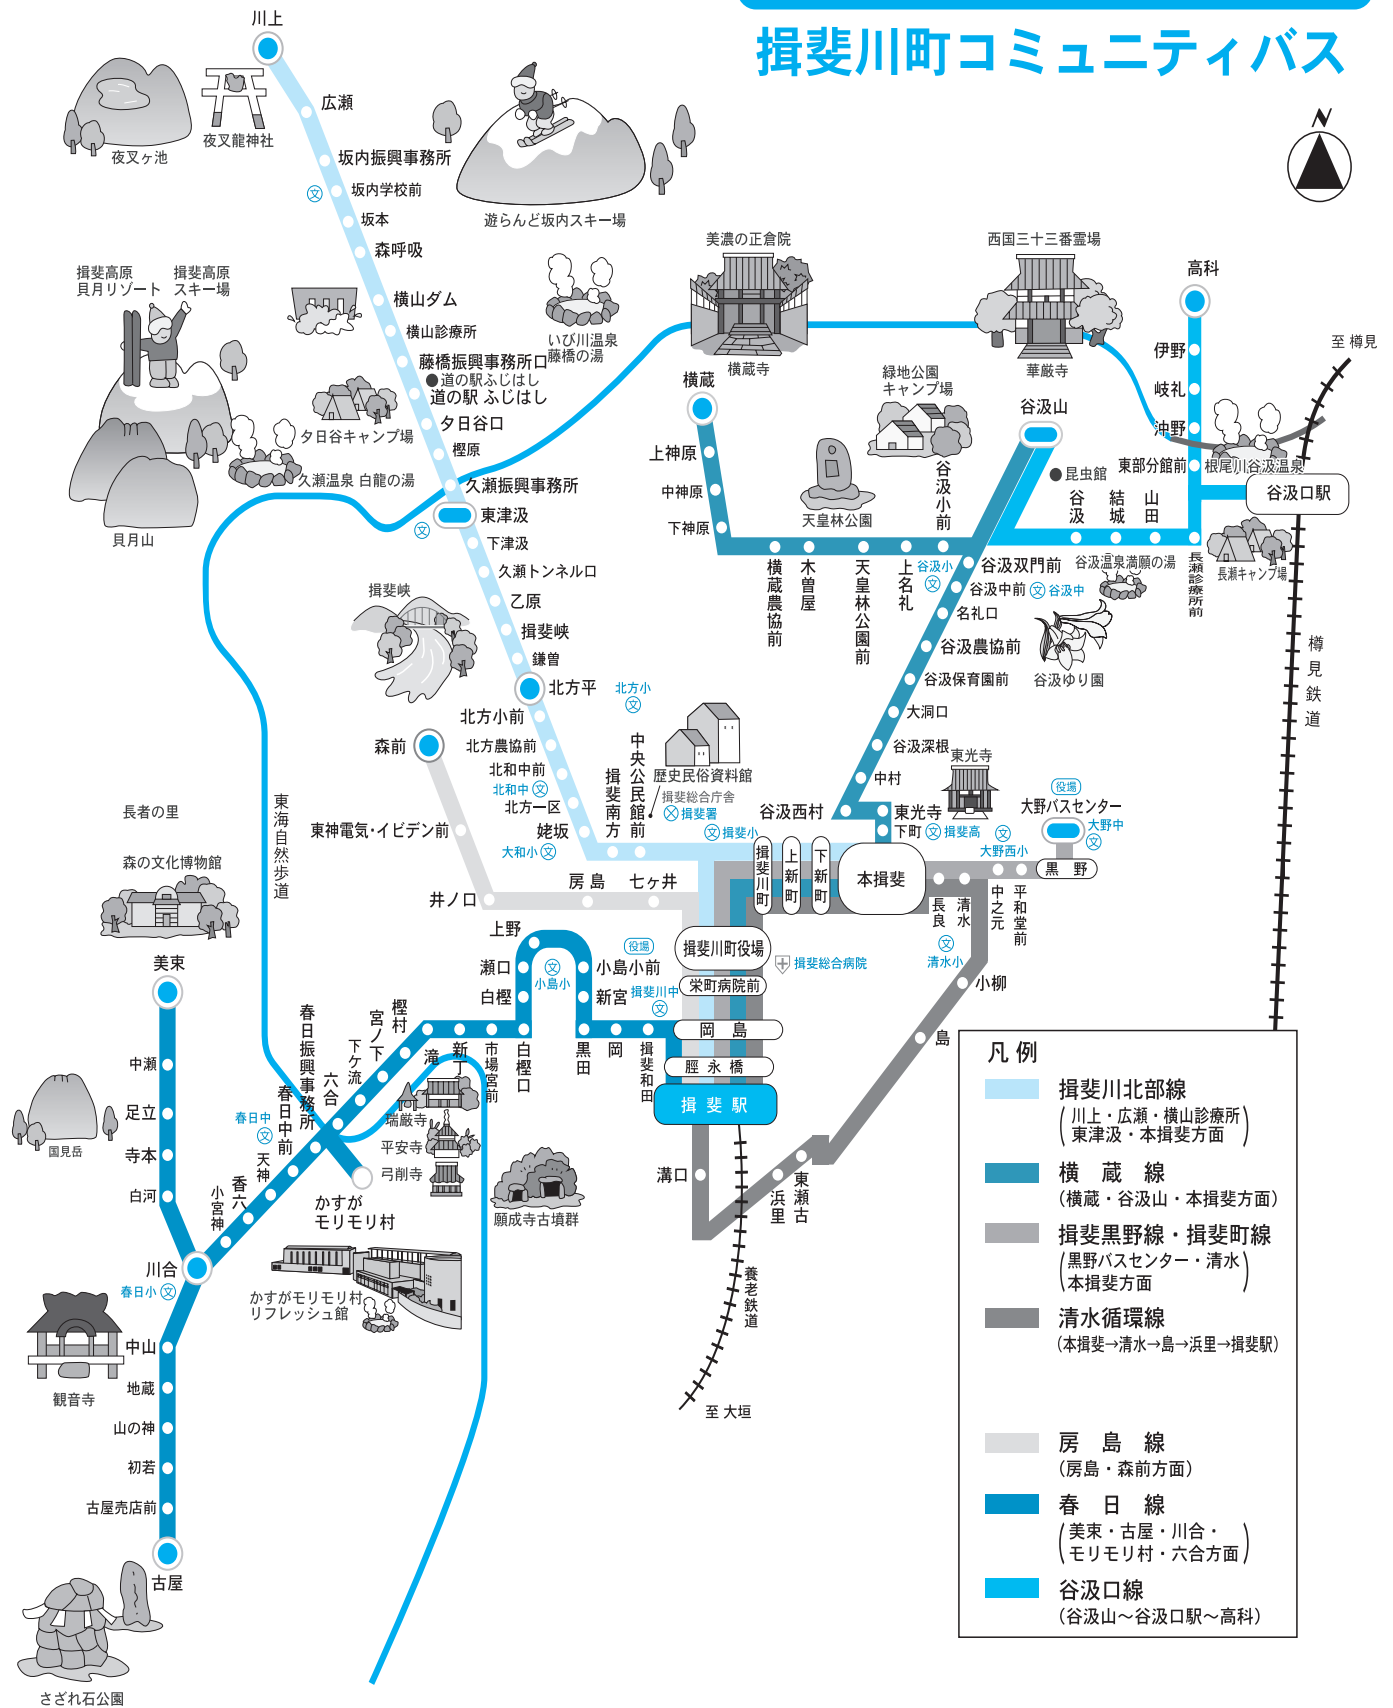 揖斐川町コミュニティバス
川上
広瀬
坂内振興事務所
坂内学校前
文
坂本
森呼吸
横山ダム
横山診療所
藤橋振興事務所口
道の駅ふじはし
道の駅 ふじはし
夕日谷口
樫原
久瀬振興事務所
東津汲
文
下津汲
久瀬トンネル口
乙原
揖斐峡
鎌曽
北方平
北方小前
北方農協前
北和中前
北和中 文
北方一区
姥坂
大和小 文
揖斐南方
中央公民館前
北方小
文
夜叉ヶ池
夜叉龍神社
遊らんど坂内スキー場
揖斐高原
貝月リゾート
揖斐高原
スキー場
いび川温泉
藤橋の湯
夕日谷キャンプ場
久瀬温泉 白龍の湯
貝月山
揖斐峡
美濃の正倉院
横蔵寺
西国三十三番霊場
華厳寺
N
高科
伊野
岐礼
沖野
東部分館前
根尾川谷汲温泉
至 樽見
谷汲口駅
長瀬キャンプ場
長瀬診療所前
山田
結城
谷汲
昆虫館
谷汲山
谷汲温泉満願の湯
樽見鉄道
緑地公園
キャンプ場
横蔵
上神原
中神原
下神原
横蔵農協前
木曽屋
天皇林公園
天皇林公園前
上名礼
谷汲小前
谷汲小
文
谷汲双門前
谷汲中前 文 谷汲中
名礼口
谷汲農協前
谷汲保育園前
谷汲ゆり園
大洞口
谷汲深根
中村
谷汲西村
東光寺
東光寺
下町 文 揖斐高
文
大野西小
役場
大野バスセンター
大野中
文
黒 野
平和堂前
中之元
清水
長良
文
清水小
本揖斐
下新町
上新町
揖斐川町
歴史民俗資料館
揖斐総合庁舎
揖斐署
文 揖斐小
森前
東神電気・イビデン前
井ノ口
房 島
七ヶ井
揖斐川町役場
栄町病院前
岡 島
脛 永 橋
揖 斐 駅
揖斐総合病院
小柳
島
東瀬古
浜里
溝口
養老鉄道
至 大垣
長者の里
森の文化博物館
東海自然歩道
美束
中瀬
足立
寺本
白河
川合
春日小 文
中山
地蔵
山の神
初若
古屋売店前
古屋
国見岳
観音寺
さざれ石公園
小宮神
香六
天神
春日中
文
春日中前
春日振興事務所
六合
下ケ流
宮ノ下
樫村
滝
新丁
市場宮前
白樫口
白樫
瀬口
上野
文
小島小
役場
小島小前
新宮
揖斐川中
文
黒田
岡
揖斐和田
かすが
モリモリ村
瑞厳寺
平安寺
弓削寺
願成寺古墳群
かすがモリモリ村
リフレッシュ館
凡 例
揖斐川北部線
(川上・広瀬・横山診療所
東津汲・本揖斐方面)
横 蔵 線
(横蔵・谷汲山・本揖斐方面)
揖斐黒野線・揖斐町線
(黒野バスセンター・清水
本揖斐方面)
清水循環線
(本揖斐→清水→島→浜里→揖斐駅)
房 島 線
(房島・森前方面)
春 日 線
(美束・古屋・川合・
モリモリ村・六合方面)
谷汲口線
(谷汲山～谷汲口駅～高科)